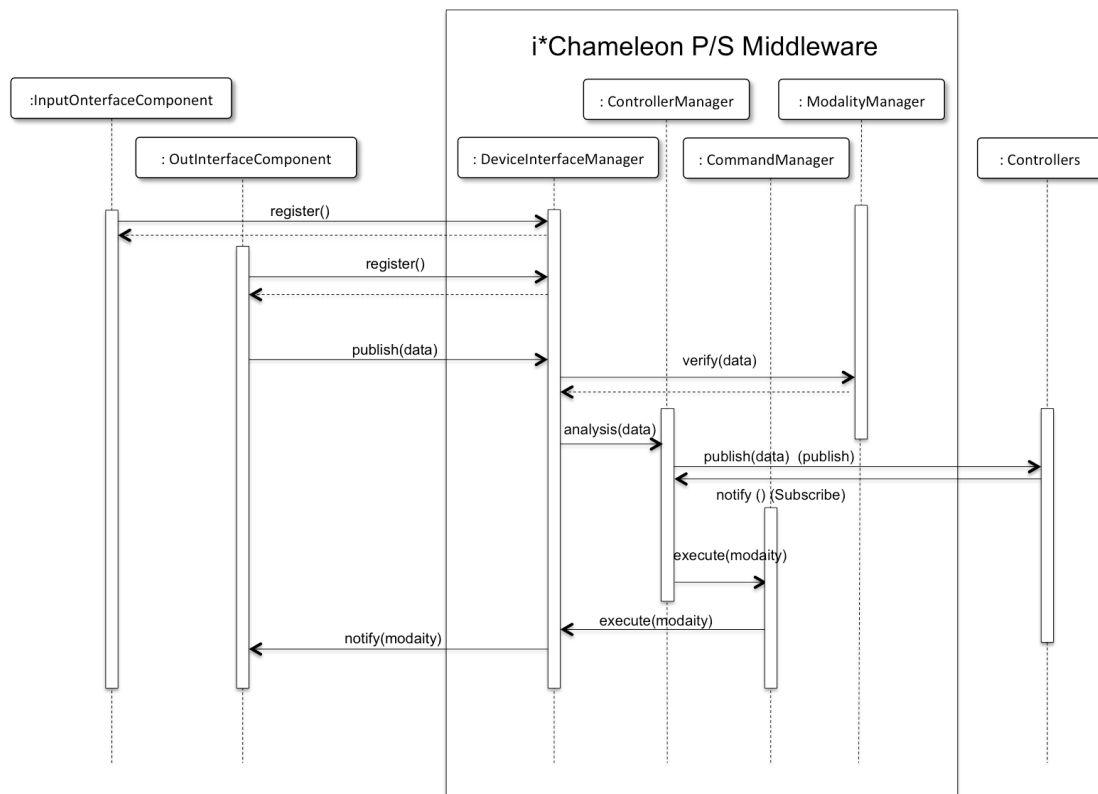 i*Chameleon P/S Middleware
:InputOnterfaceComponent
: ControllerManager
: ModalityManager
: OutInterfaceComponent
: DeviceInterfaceManager
: CommandManager
: Controllers
register()
register()
publish(data)
verify(data)
analysis(data)
publish(data) (publish)
notify () (Subscribe)
execute(modaity)
execute(modaity)
notify(modaity)